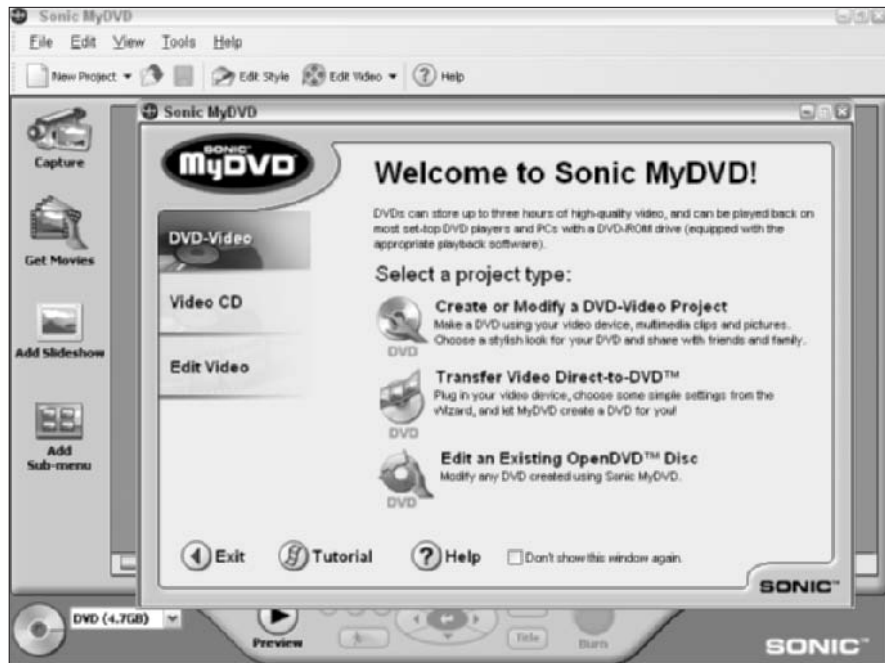 Sonic MyDVD
File Edit View Tools Help
New Project Edit Style Edit Video ? Help
Capture
Get Movies
Add Slideshow
Add
Sub-menu
Sonic MyDVD
SONIC
MyDVD
DVD-Video
Video CD
Edit Video
Welcome to Sonic MyDVD!
DVDs can store up to three hours of high-quality video, and can be played back on
most set-top DVD players and PCs with a DVD-ROM drive (equipped with the
appropriate playback software).
Select a project type:
Create or Modify a DVD-Video Project
Make a DVD using your video device, multimedia clips and pictures.
Choose a stylish look for your DVD and share with friends and family.
DVD
Transfer Video Direct-to-DVD™
Plug in your video device, choose some simple settings from the
Wizard, and let MyDVD create a DVD for you!
DVD
Edit an Existing OpenDVD™ Disc
Modify any DVD created using Sonic MyDVD.
DVD
Exit Tutorial ? Help Don't show this window again.
SONIC™
DVD (4.7GB)
Preview Title Burn
SONIC™